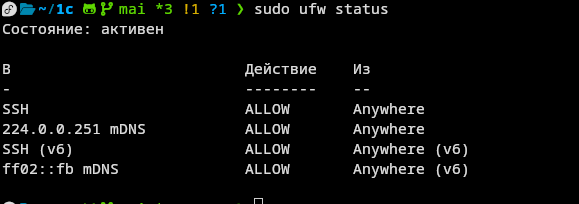 ~/1c mai *3 !1 ?1 ❯ sudo ufw status
Состояние: активен
В Действие Из
- -------- --
SSH ALLOW Anywhere
224.0.0.251 mDNS ALLOW Anywhere
SSH (v6) ALLOW Anywhere (v6)
ff02::fb mDNS ALLOW Anywhere (v6)